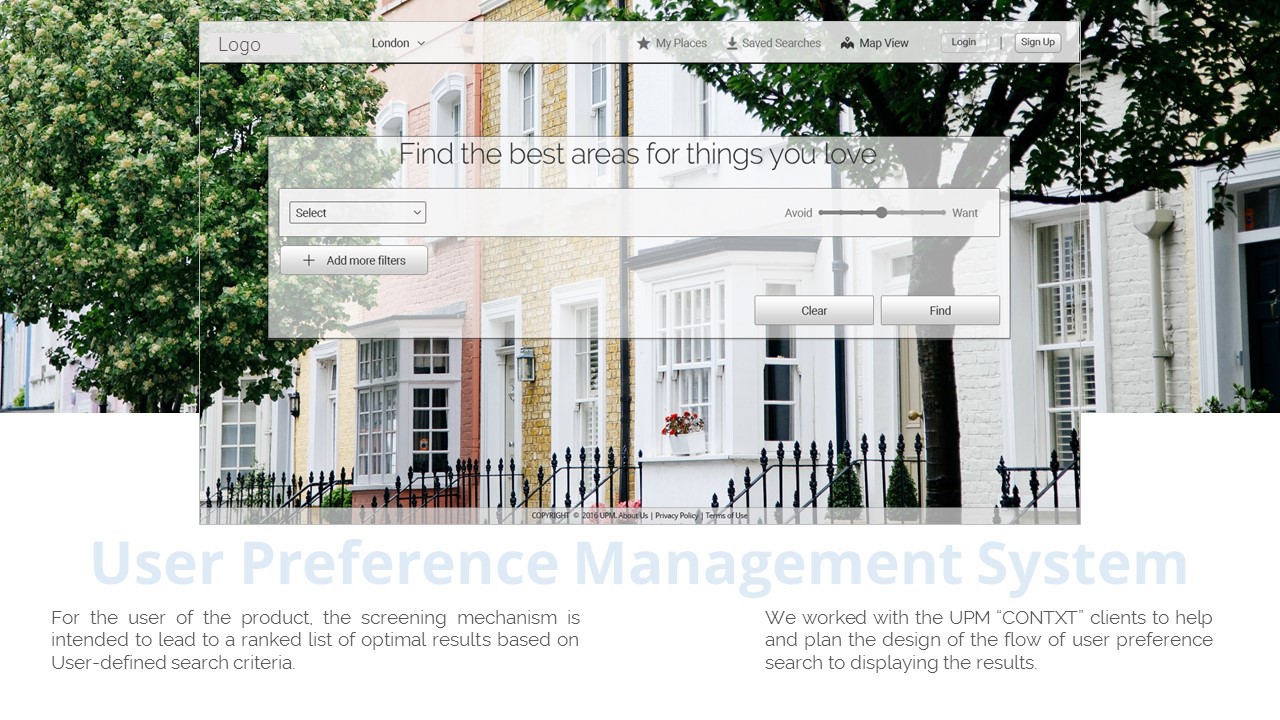 Logo
London
My Places
Saved Searches
Map View
Login | Sign Up
Find the best areas for things you love
Select
Avoid
Want
+ Add more filters
Clear
Find
COPYRIGHT © 2016 UPM. About Us | Privacy Policy | Terms of Use
User Preference Management System
For the user of the product, the screening mechanism is
intended to lead to a ranked list of optimal results based on
User-defined search criteria.
We worked with the UPM “CONTXT” clients to help
and plan the design of the flow of user preference
search to displaying the results.